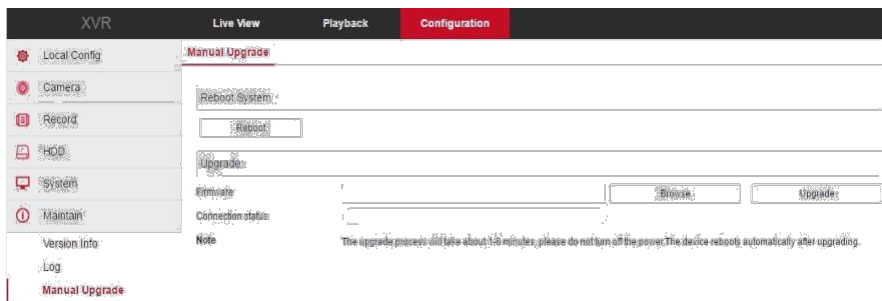 XVR Live View Playback Configuration
Local Config
Camera
Record
HDD
System
Maintain
Version Info
Log
Manual Upgrade
Manual Upgrade
Reboot System
Reboot
Upgrade
Firmware Browse Upgrade
Connection status
Note The upgrade process will take about 1-6 minutes, please do not turn off the power.The device reboots automatically after upgrading.